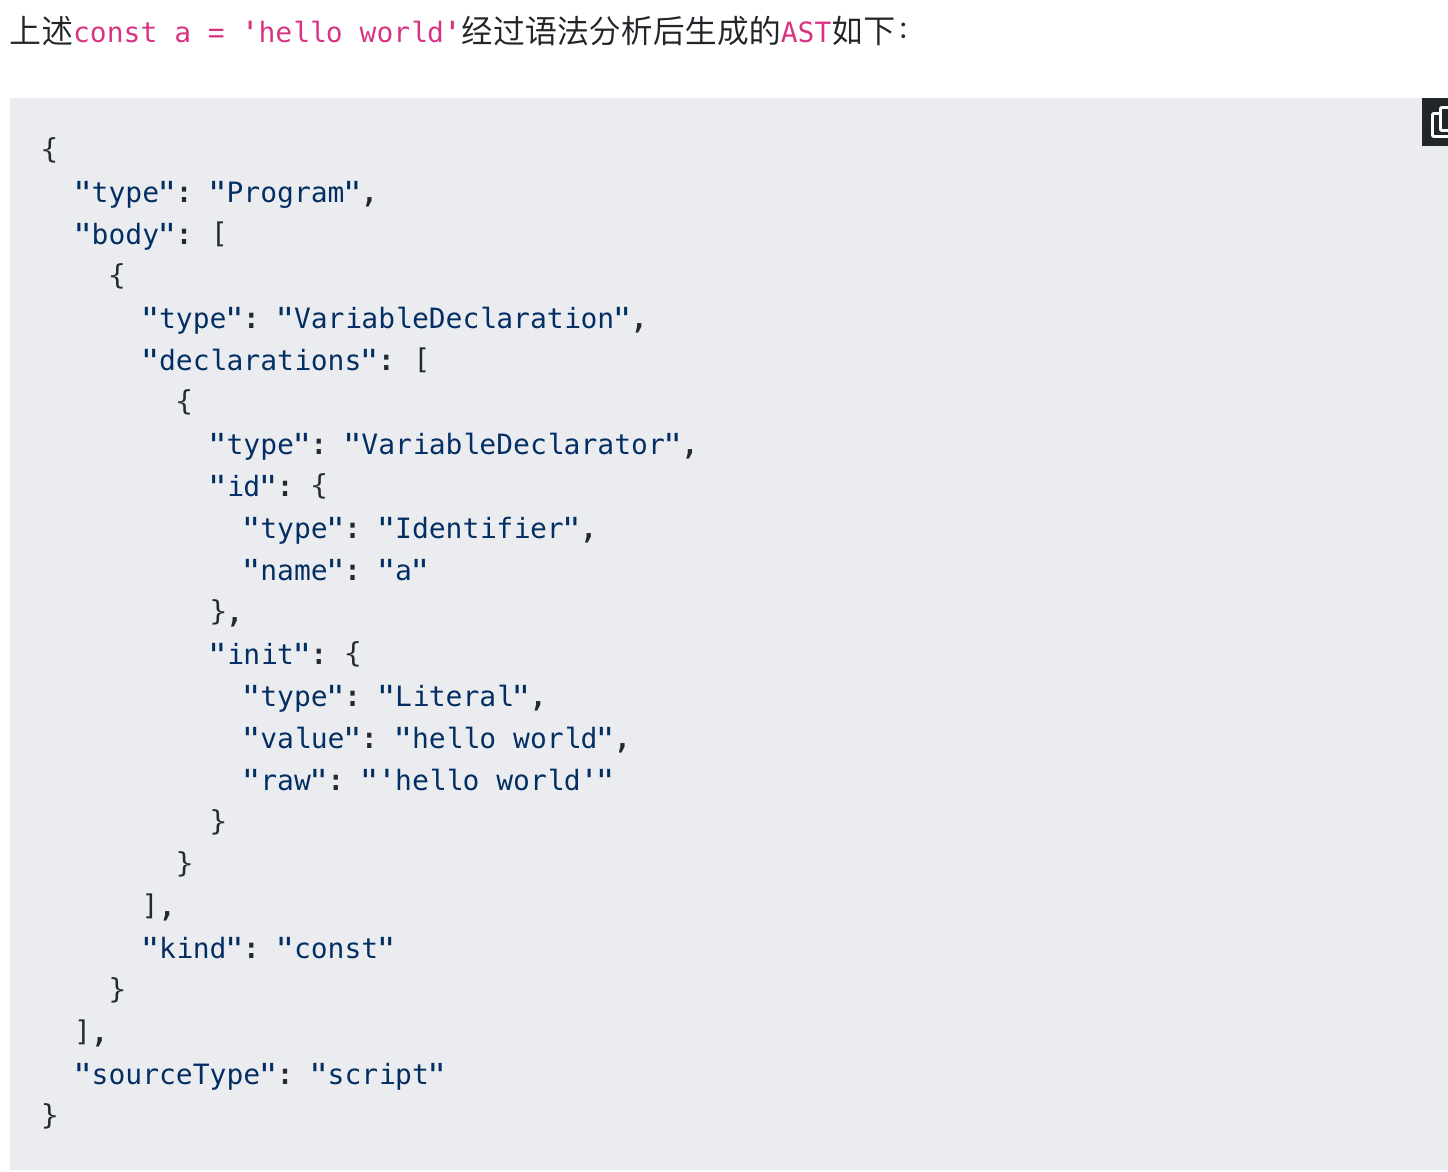 上述const a = 'hello world'经过语法分析后生成的AST如下：
{
  "type": "Program",
  "body": [
    {
      "type": "VariableDeclaration",
      "declarations": [
        {
          "type": "VariableDeclarator",
          "id": {
            "type": "Identifier",
            "name": "a"
          },
          "init": {
            "type": "Literal",
            "value": "hello world",
            "raw": "'hello world'"
          }
        }
      ],
      "kind": "const"
    }
  ],
  "sourceType": "script"
}